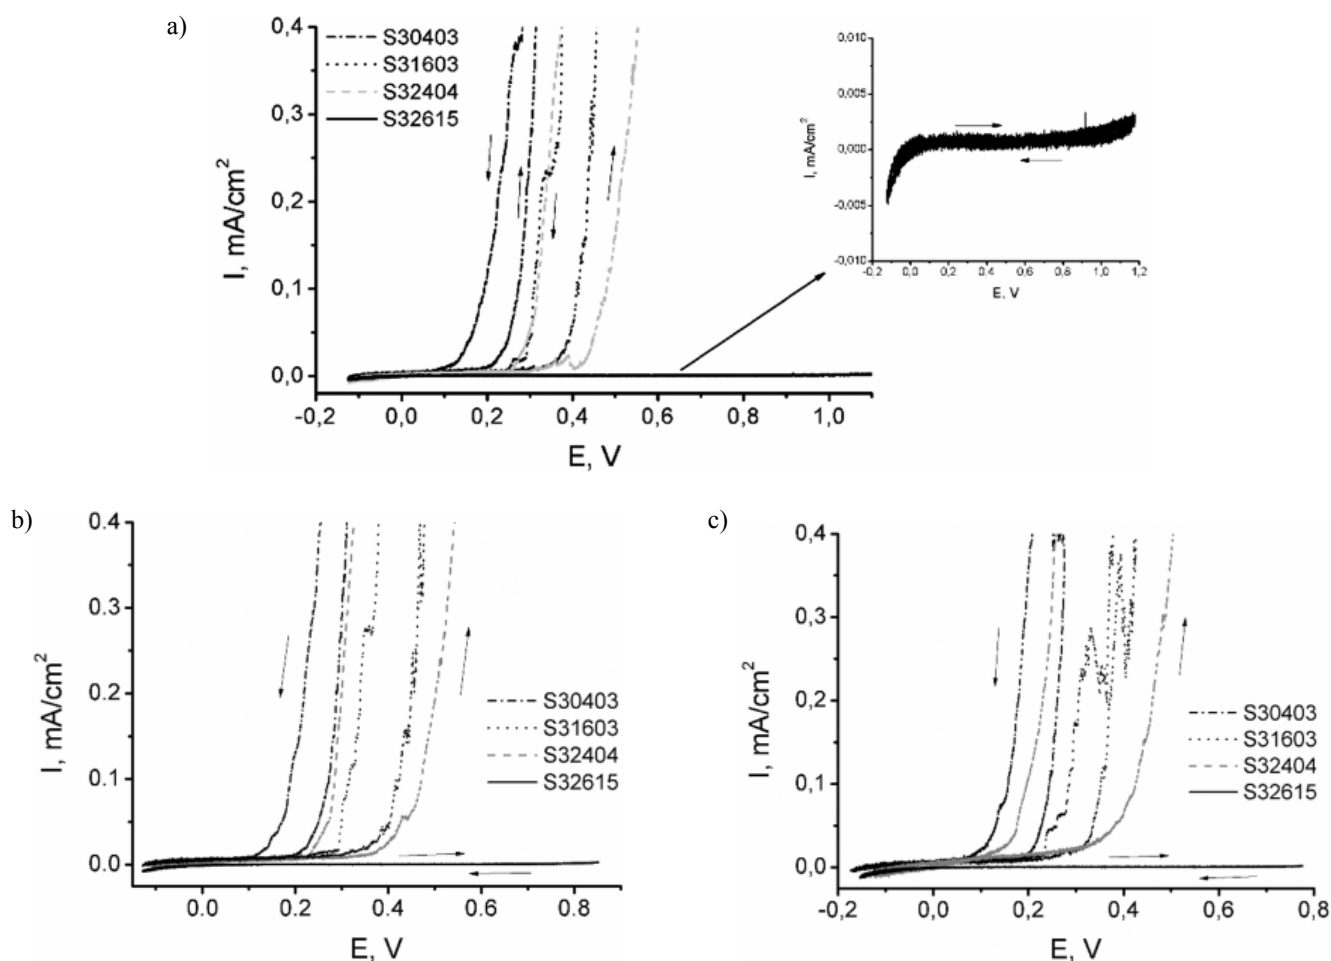 a)
0,4
0,3
0,2
0,1
0,0
I, mA/cm²
S30403
S31603
S32404
S32615
-0,2 0,0 0,2 0,4 0,6 0,8 1,0
E, V
0,010
0,005
0,000
-0,005
-0,010
I, mA/cm²
-0,2 0,0 0,2 0,4 0,6 0,8 1,0 1,2
E, V
b)
0.4
0.3
0.2
0.1
0.0
I, mA/cm²
S30403
S31603
S32404
S32615
0.0 0.2 0.4 0.6 0.8
E, V
c)
0,4
0,3
0,2
0,1
0,0
I, mA/cm²
S30403
S31603
S32404
S32615
-0,2 0,0 0,2 0,4 0,6 0,8
E, V